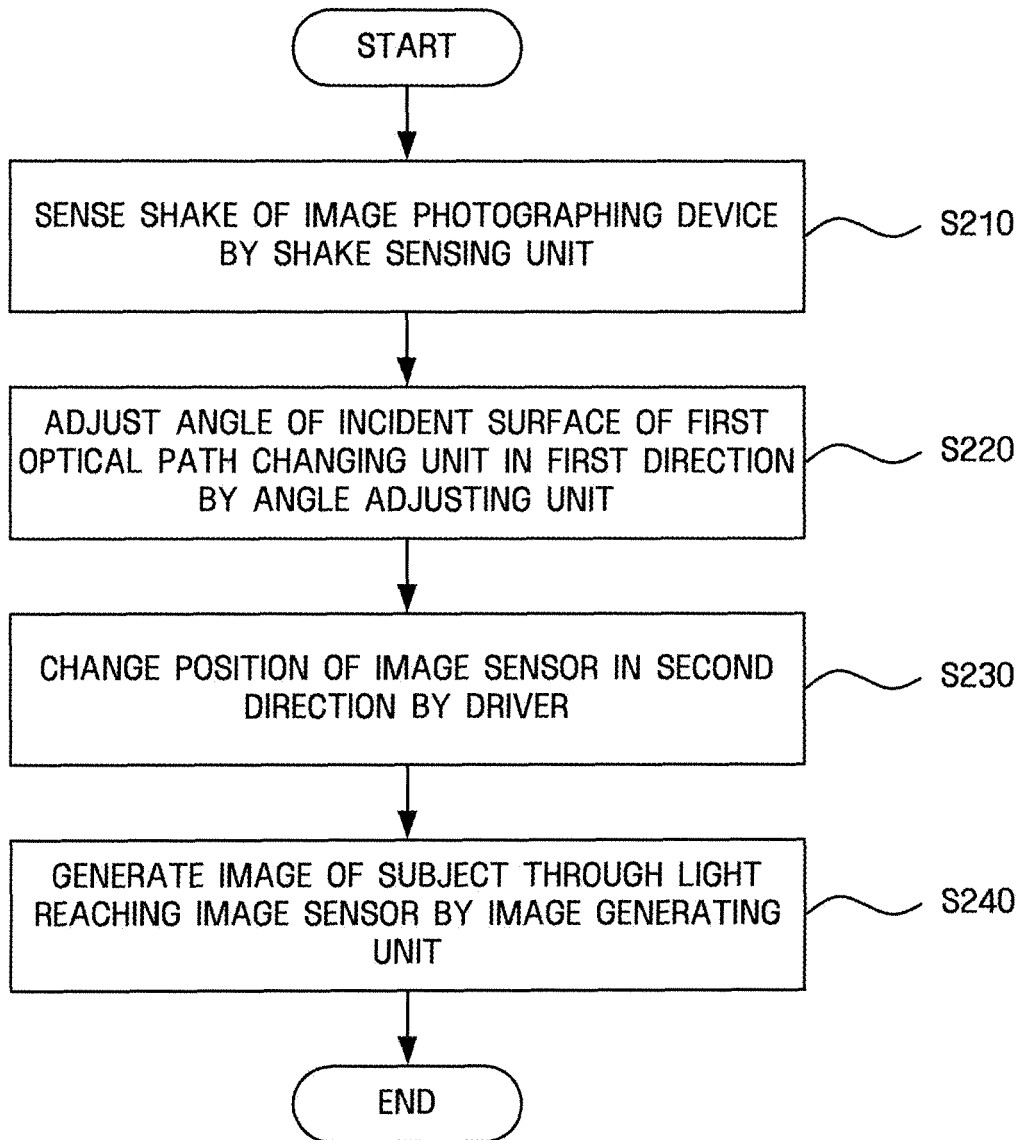 START
SENSE SHAKE OF IMAGE PHOTOGRAPHING DEVICE
BY SHAKE SENSING UNIT
S210
ADJUST ANGLE OF INCIDENT SURFACE OF FIRST
OPTICAL PATH CHANGING UNIT IN FIRST DIRECTION
BY ANGLE ADJUSTING UNIT
S220
CHANGE POSITION OF IMAGE SENSOR IN SECOND
DIRECTION BY DRIVER
S230
GENERATE IMAGE OF SUBJECT THROUGH LIGHT
REACHING IMAGE SENSOR BY IMAGE GENERATING
UNIT
S240
END